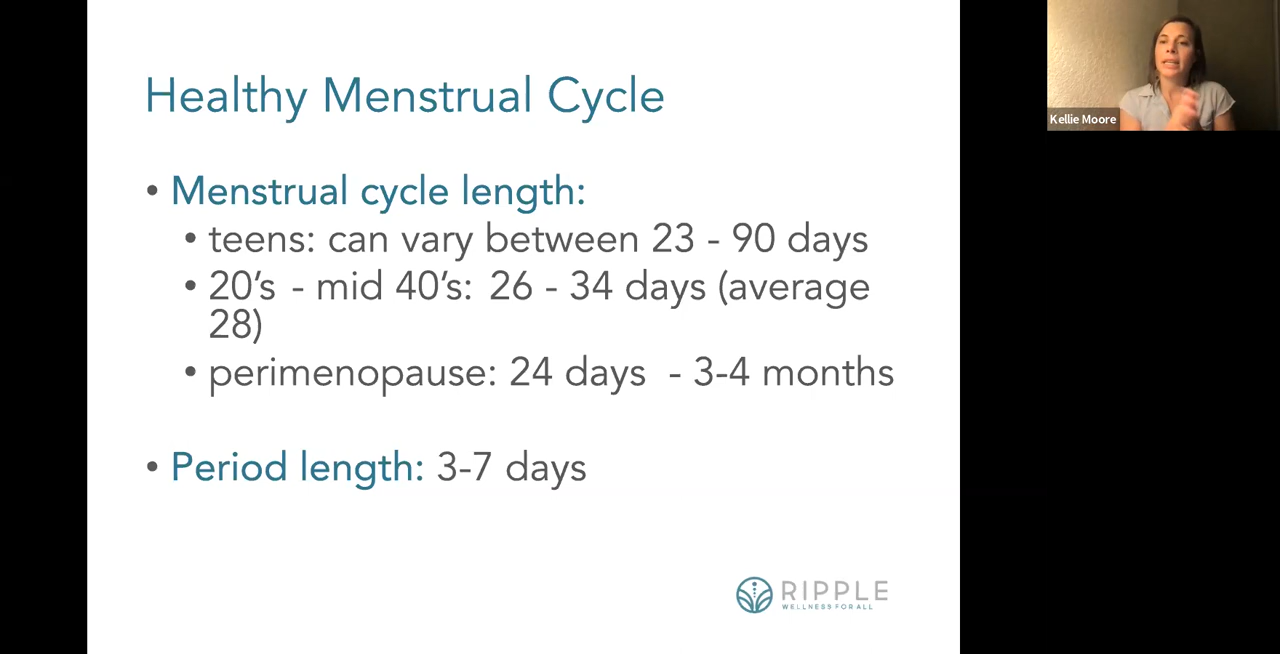 Healthy Menstrual Cycle
• Menstrual cycle length:
• teens: can vary between 23 - 90 days
• 20's - mid 40's: 26 - 34 days (average
28)
• perimenopause: 24 days - 3-4 months
• Period length: 3-7 days
RIPPLE
WELLNESS FOR ALL
Kellie Moore